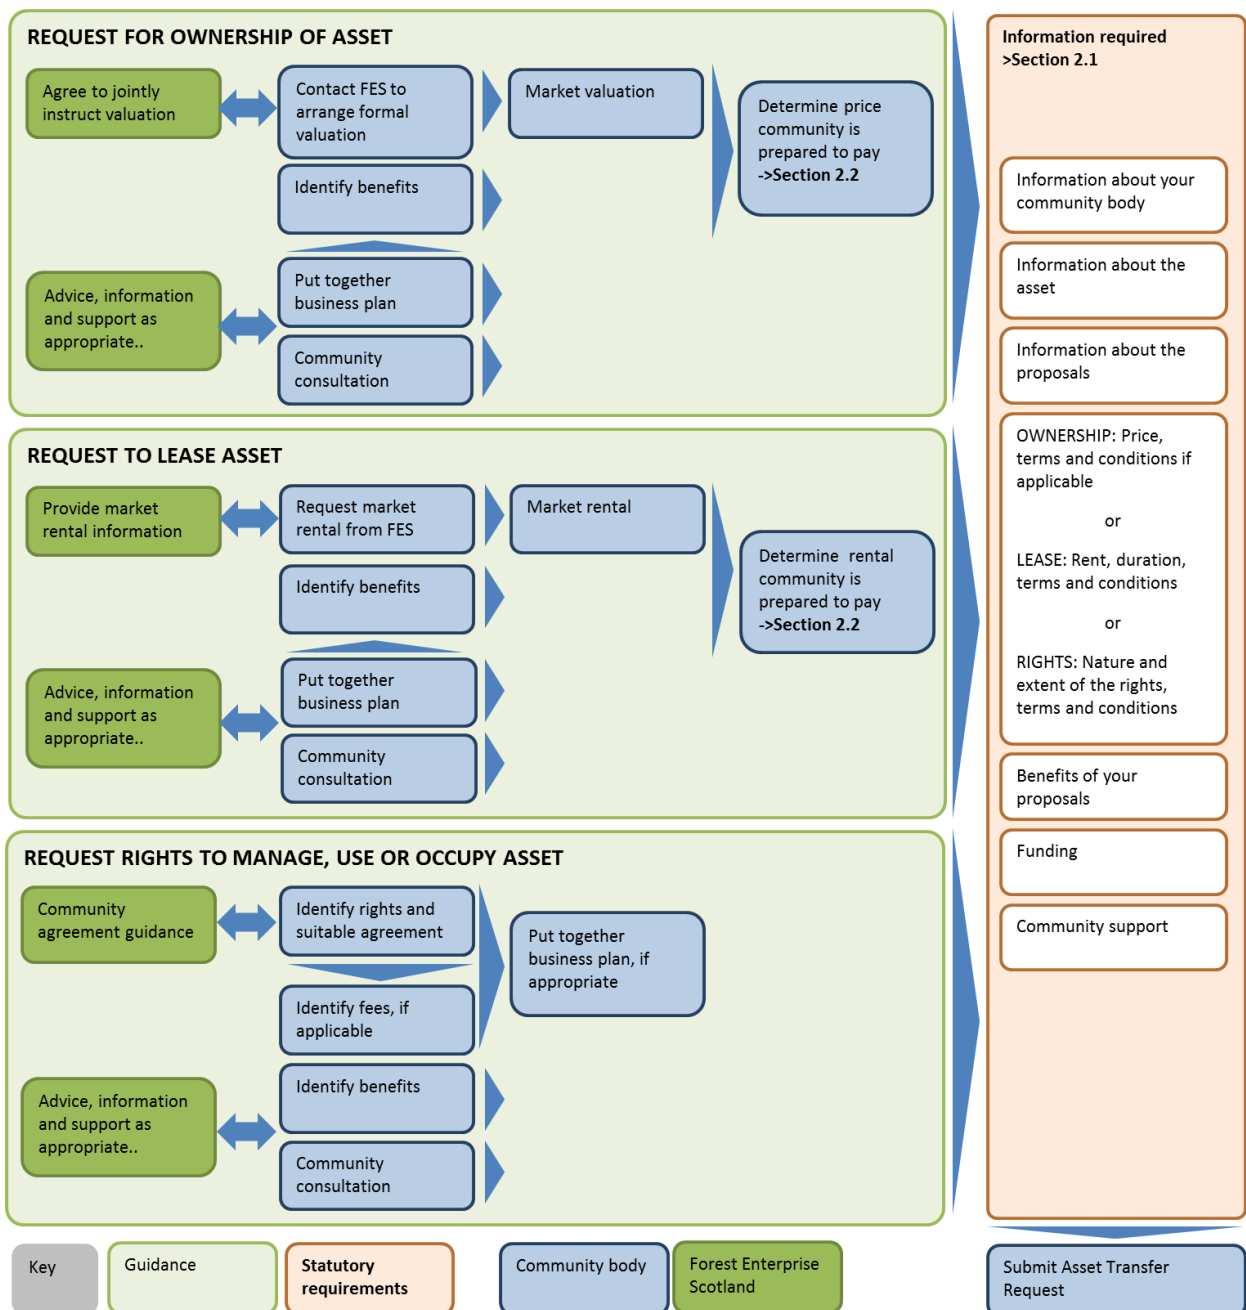 REQUEST FOR OWNERSHIP OF ASSET
Agree to jointly
instruct valuation
Contact FES to
arrange formal
valuation
Market valuation
Determine price
community is
prepared to pay
->Section 2.2
Identify benefits
Advice, information
and support as
appropriate..
Put together
business plan
Community
consultation
REQUEST TO LEASE ASSET
Provide market
rental information
Request market
rental from FES
Market rental
Determine rental
community is
prepared to pay
->Section 2.2
Identify benefits
Advice, information
and support as
appropriate..
Put together
business plan
Community
consultation
REQUEST RIGHTS TO MANAGE, USE OR OCCUPY ASSET
Community
agreement guidance
Identify rights and
suitable agreement
Put together
business plan, if
appropriate
Identify fees, if
applicable
Advice, information
and support as
appropriate..
Identify benefits
Community
consultation
Information required
>Section 2.1
Information about your
community body
Information about the
asset
Information about the
proposals
OWNERSHIP: Price,
terms and conditions if
applicable
or
LEASE: Rent, duration,
terms and conditions
or
RIGHTS: Nature and
extent of the rights,
terms and conditions
Benefits of your
proposals
Funding
Community support
Key
Guidance
Statutory
requirements
Community body
Forest Enterprise
Scotland
Submit Asset Transfer
Request